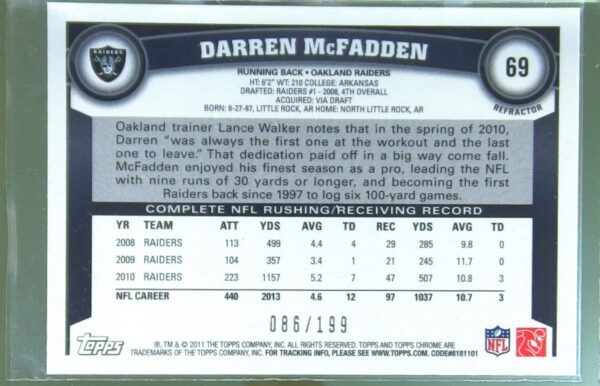 RAIDERS
DARREN McFADDEN
69
RUNNING BACK • OAKLAND RAIDERS
HT: 6'2" WT: 210 COLLEGE: ARKANSAS
DRAFTED: RAIDERS #1 - 2008, 4TH OVERALL
ACQUIRED: VIA DRAFT
BORN: 8-27-87, LITTLE ROCK, AR HOME: NORTH LITTLE ROCK, AR
REFRACTOR
Oakland trainer Lance Walker notes that in the spring of 2010,
Darren "was always the first one at the workout and the last
one to leave." That dedication paid off in a big way come fall.
McFadden enjoyed his finest season as a pro, leading the NFL
with nine runs of 30 yards or longer, and becoming the first
Raiders back since 1997 to log six 100-yard games.
COMPLETE NFL RUSHING/RECEIVING RECORD
YR TEAM ATT YDS AVG TD REC YDS AVG TD
2008 RAIDERS 113 499 4.4 4 29 285 9.8 0
2009 RAIDERS 104 357 3.4 1 21 245 11.7 0
2010 RAIDERS 223 1157 5.2 7 47 507 10.8 3
NFL CAREER 440 2013 4.6 12 97 1037 10.7 3
086/199
Topps
®, TM & © 2011 THE TOPPS COMPANY, INC. ALL RIGHTS RESERVED. TOPPS AND TOPPS CHROME ARE
TRADEMARKS OF THE TOPPS COMPANY, INC. FOR TRACKING INFO, PLEASE SEE WWW.TOPPS.COM. CODE#8181101
NFL